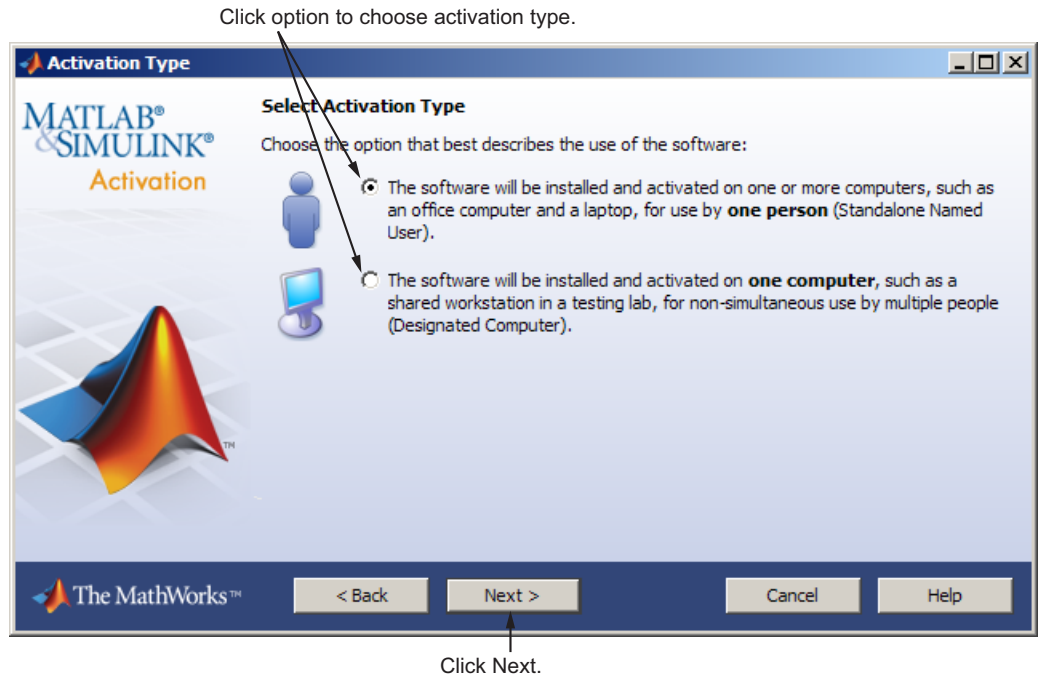 Click option to choose activation type.
Activation Type
MATLAB®
&SIMULINK®
Activation
Select Activation Type
Choose the option that best describes the use of the software:
The software will be installed and activated on one or more computers, such as
an office computer and a laptop, for use by one person (Standalone Named
User).
The software will be installed and activated on one computer, such as a
shared workstation in a testing lab, for non-simultaneous use by multiple people
(Designated Computer).
TM
The MathWorks™
< Back
Next >
Cancel
Help
Click Next.